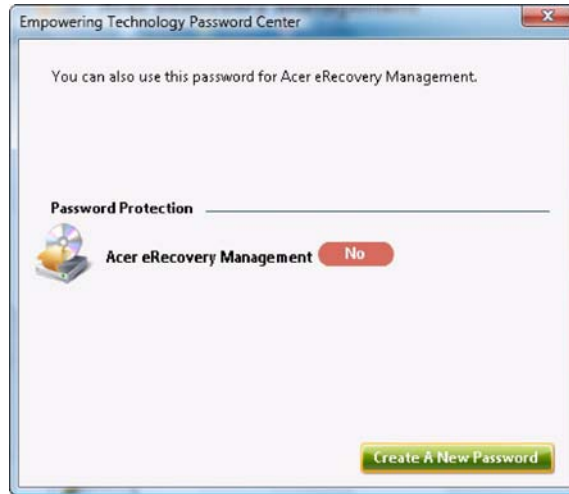 Empowering Technology Password Center
You can also use this password for Acer eRecovery Management.
Password Protection
Acer eRecovery Management No
Create A New Password